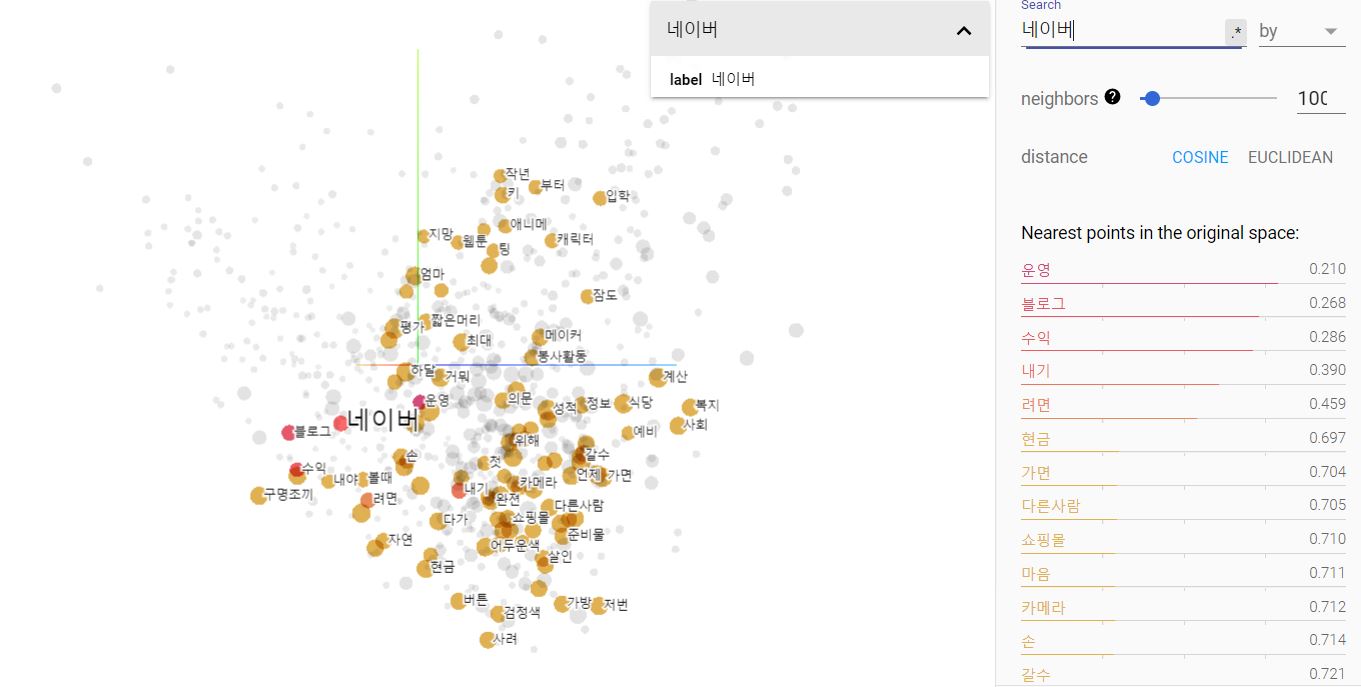 네이버
label 네이버
Search
네이버
.*
by
neighbors ?
100
distance
COSINE EUCLIDEAN
Nearest points in the original space:
운영 0.210
블로그 0.268
수익 0.286
내기 0.390
려면 0.459
현금 0.697
가면 0.704
다른사람 0.705
쇼핑몰 0.710
마음 0.711
카메라 0.712
손 0.714
갈수 0.721
작년
키
부터
입학
애니메
지망
웹툰
팅
캐릭터
엄마
잠도
평가
짧은머리
최대
메이커
봉사활동
하달
거뭐
계산
운영
네이버
블로그
의문
성적
정보
식당
복지
사회
예비
위해
갈수
손
젓
언제
가면
수익
내야
볼때
구명조끼
려면
내기
카메라
완전
다른사람
다가
쇼핑몰
준비물
자연
어두운색
살인
현금
버튼
검정색
가방
저번
사려